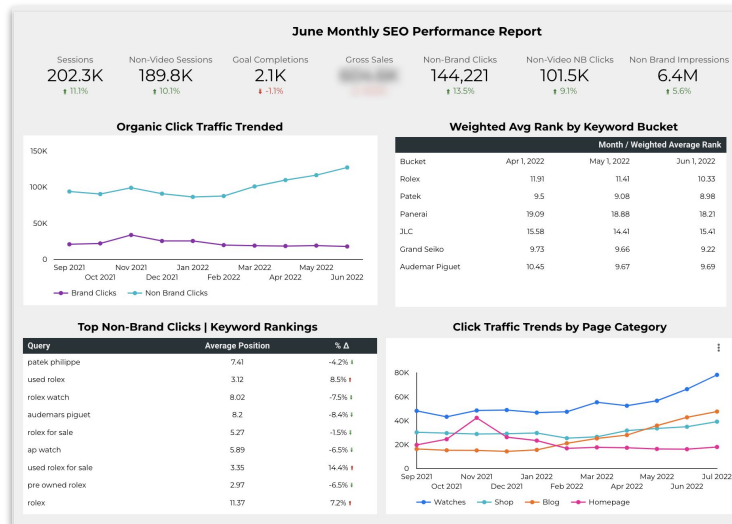 June Monthly SEO Performance Report
Sessions Non-Video Sessions Goal Completions Gross Sales Non-Brand Clicks Non-Video NB Clicks Non Brand Impressions
202.3K 189.8K 2.1K 144,221 101.5K 6.4M
⬆ 11.1% ⬆ 10.1% ⬇ -1.1% ⬆ 13.5% ⬆ 9.1% ⬆ 5.6%
Organic Click Traffic Trended
150K
100K
50K
0
Sep 2021 Nov 2021 Jan 2022 Mar 2022 May 2022
Oct 2021 Dec 2021 Feb 2022 Apr 2022 Jun 2022
Brand Clicks Non Brand Clicks
Weighted Avg Rank by Keyword Bucket
Month / Weighted Average Rank
Bucket Apr 1, 2022 May 1, 2022 Jun 1, 2022
Rolex 11.91 11.41 10.33
Patek 9.5 9.08 8.98
Panerai 19.09 18.88 18.21
JLC 15.58 14.41 15.41
Grand Seiko 9.73 9.66 9.22
Audemar Piguet 10.45 9.67 9.69
Top Non-Brand Clicks | Keyword Rankings
Query Average Position % Δ
patek philippe 7.41 -4.2% ⬇
used rolex 3.12 8.5% ⬆
rolex watch 8.02 -7.5% ⬇
audemars piguet 8.2 -8.4% ⬇
rolex for sale 5.27 -1.5% ⬇
ap watch 5.89 -6.5% ⬇
used rolex for sale 3.35 14.4% ⬆
pre owned rolex 2.97 -6.5% ⬇
rolex 11.37 7.2% ⬆
Click Traffic Trends by Page Category
80K
60K
40K
20K
0
Sep 2021 Nov 2021 Jan 2022 Mar 2022 May 2022 Jul 2022
Oct 2021 Dec 2021 Feb 2022 Apr 2022 Jun 2022
Watches Shop Blog Homepage